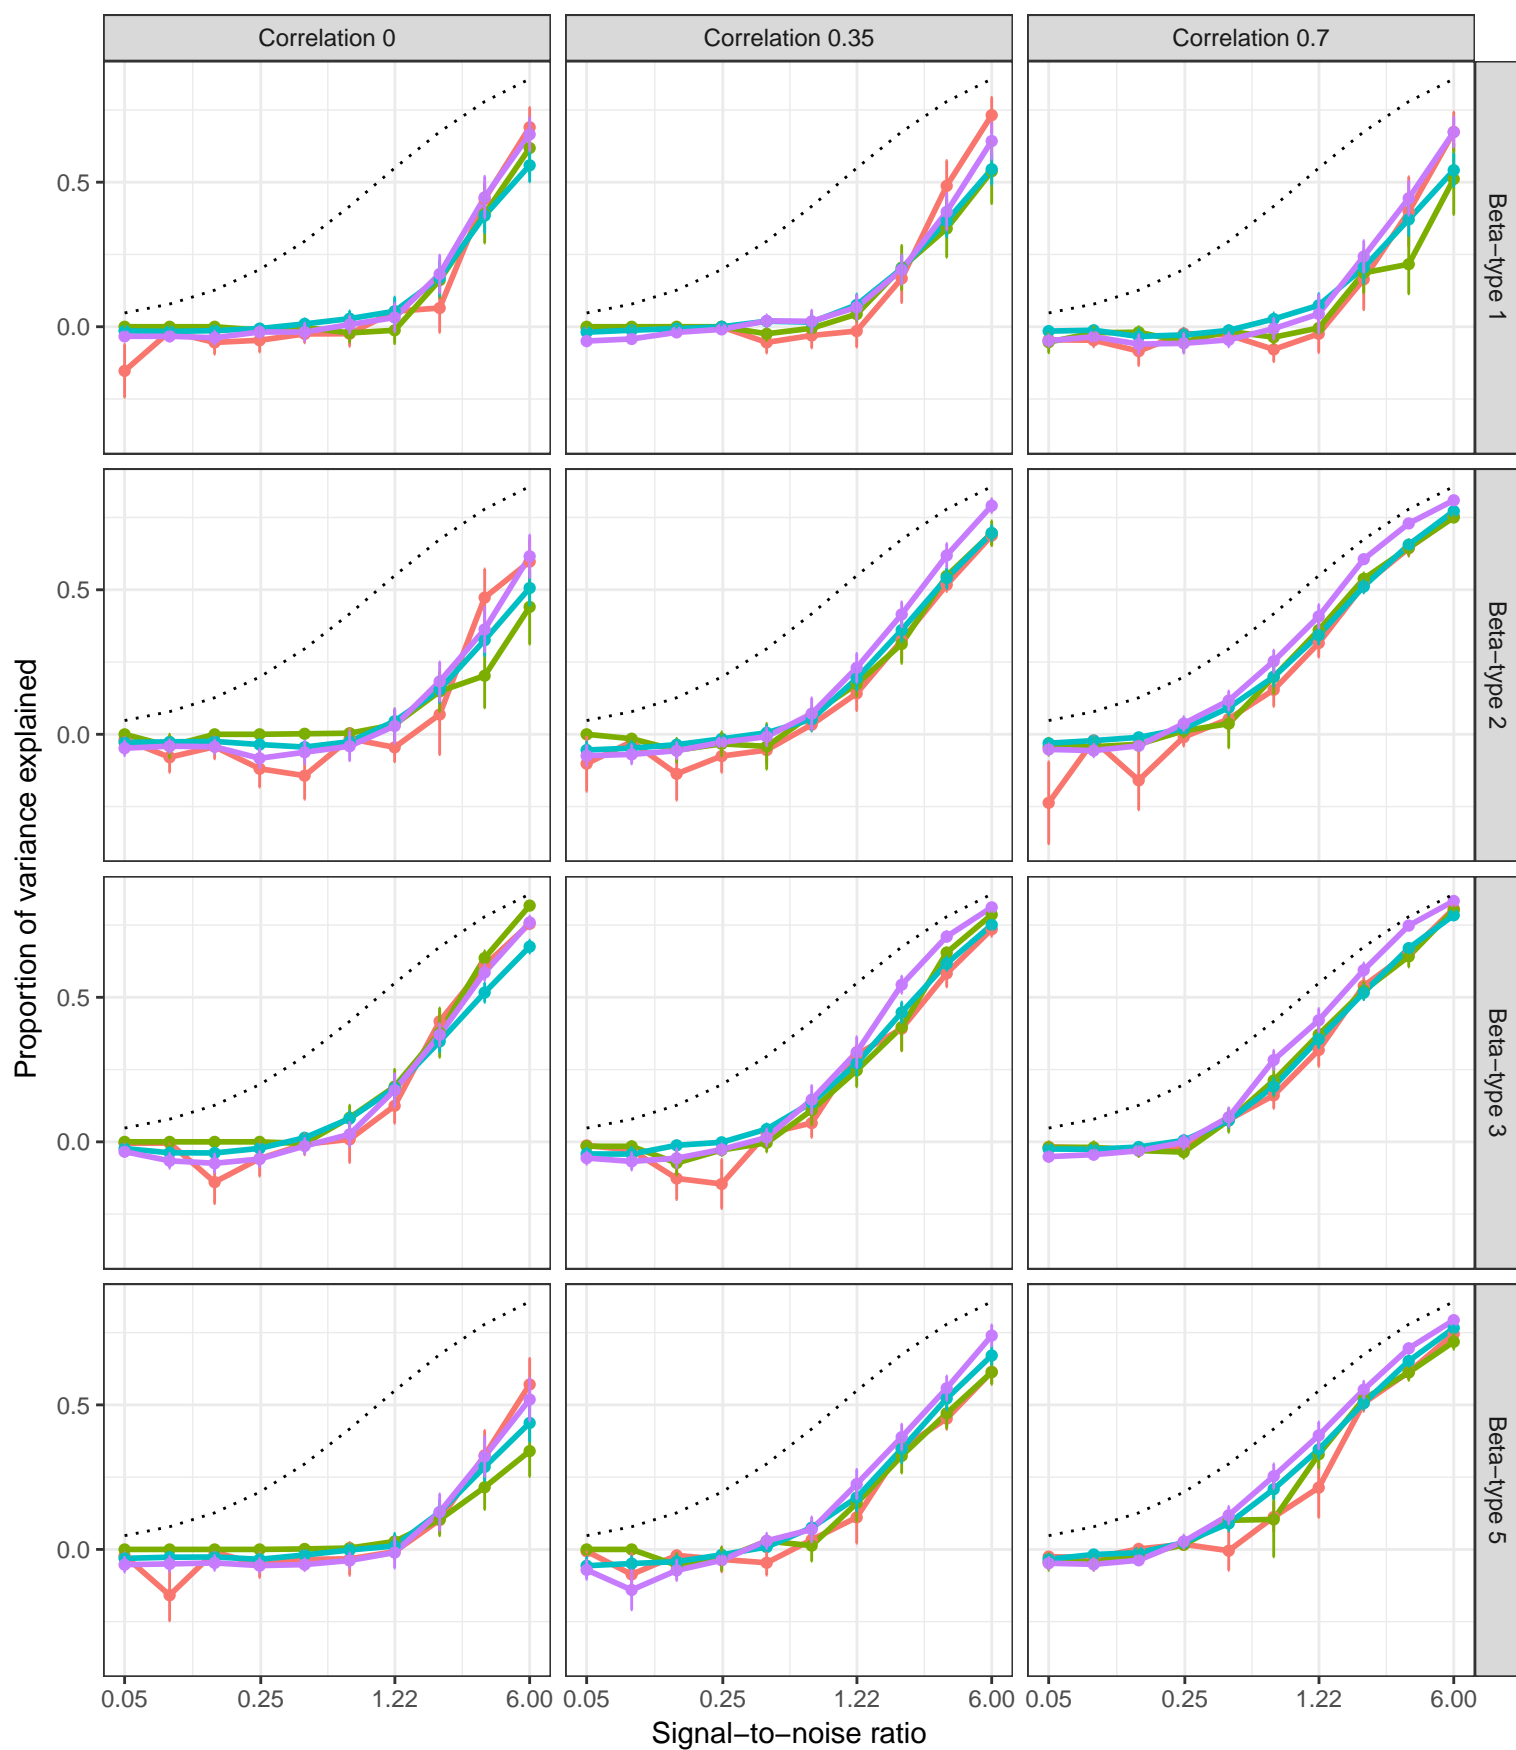 Correlation 0
Correlation 0.35
Correlation 0.7
Proportion of variance explained
0.5
0.0
Beta−type 1
0.5
0.0
Beta−type 2
0.5
0.0
Beta−type 3
0.5
0.0
Beta−type 5
0.05 0.25 1.22 6.00 0.05 0.25 1.22 6.00 0.05 0.25 1.22 6.00
Signal−to−noise ratio